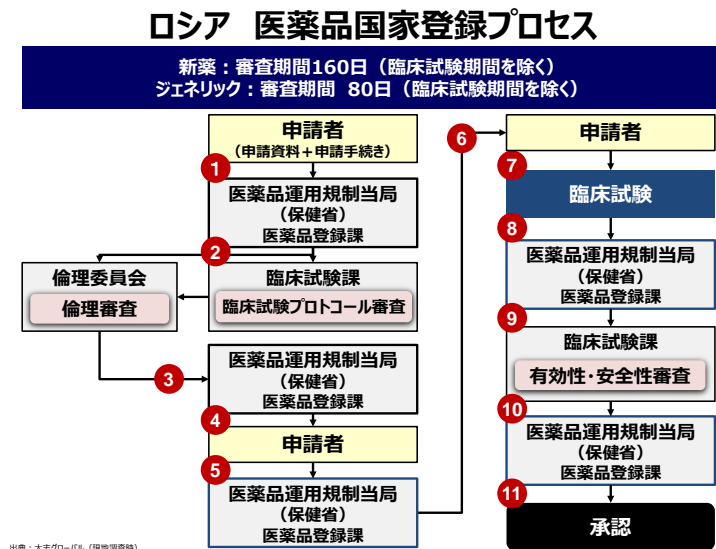 ロシア 医薬品国家登録プロセス
新薬：審査期間160日（臨床試験期間を除く）
ジェネリック：審査期間 80日（臨床試験期間を除く）
申請者
（申請資料＋申請手続き）
1
医薬品運用規制当局
（保健省）
医薬品登録課
2
倫理委員会
倫理審査
臨床試験課
臨床試験プロトコール審査
3
医薬品運用規制当局
（保健省）
医薬品登録課
4
申請者
5
医薬品運用規制当局
（保健省）
医薬品登録課
6
申請者
7
臨床試験
8
医薬品運用規制当局
（保健省）
医薬品登録課
9
臨床試験課
有効性・安全性審査
10
医薬品運用規制当局
（保健省）
医薬品登録課
11
承認